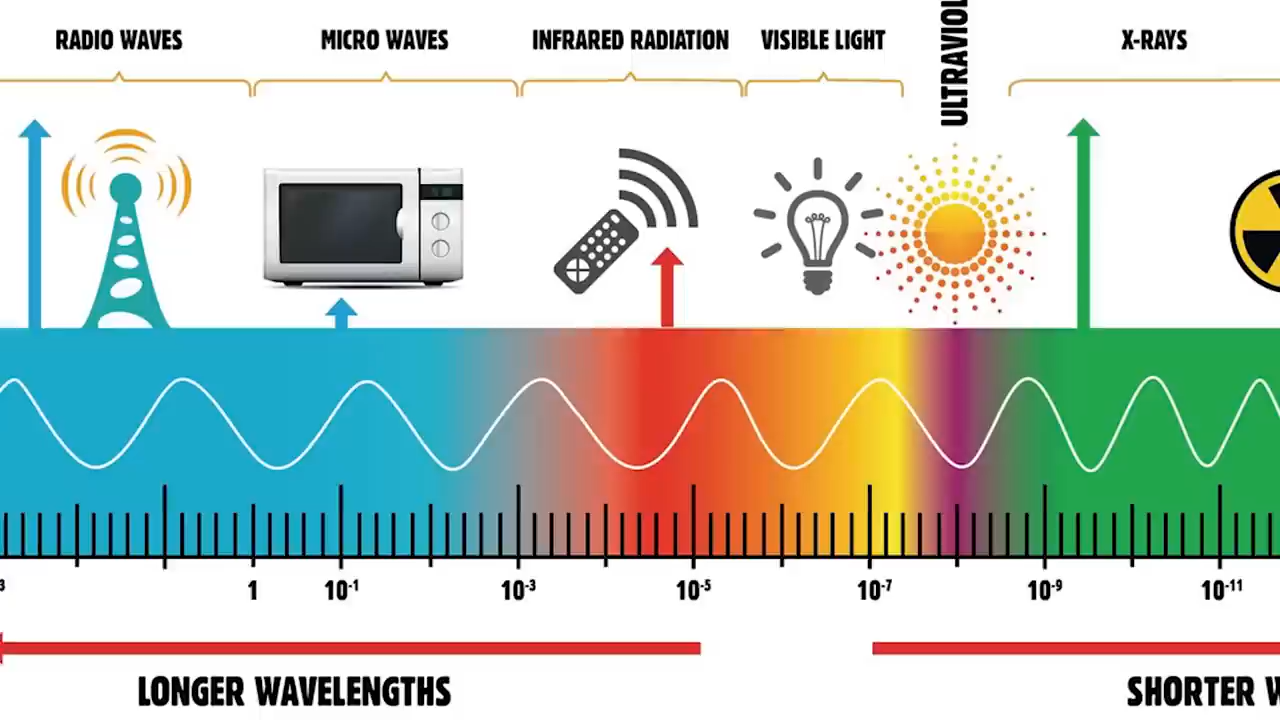 RADIO WAVES
MICRO WAVES
INFRARED RADIATION
VISIBLE LIGHT
ULTRAVIOL
X-RAYS
3
1
10-1
10-3
10-5
10-7
10-9
10-11
LONGER WAVELENGTHS
SHORTER W